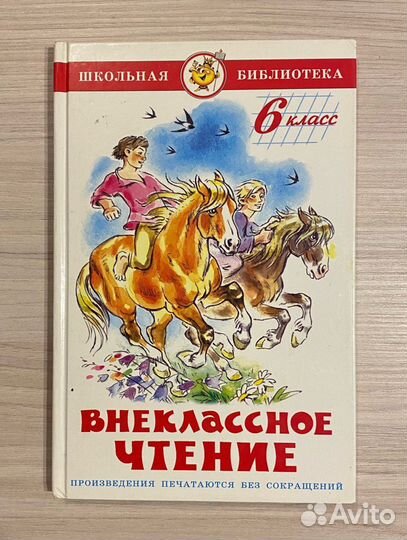 ШКОЛЬНАЯ БИБЛИОТЕКА
6 класс
ВНЕКЛАССНОЕ
ЧТЕНИЕ
ПРОИЗВЕДЕНИЯ ПЕЧАТАЮТСЯ БЕЗ СОКРАЩЕНИЙ
Avito